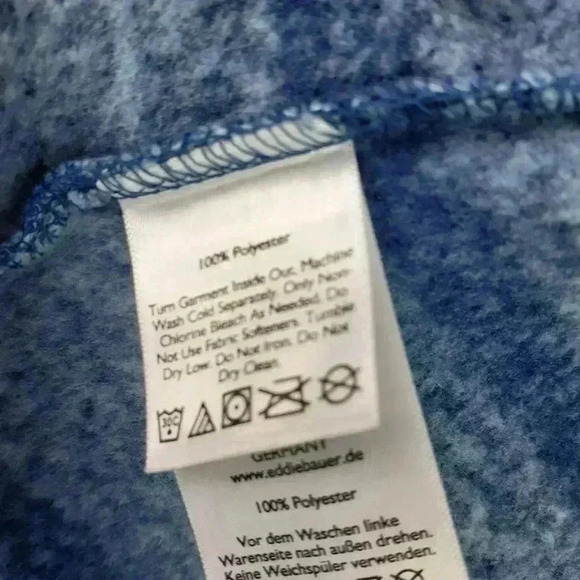 100% Polyester
Turn Garment Inside Out, Machine
Wash Cold Separately. Only Non-
Chlorine Bleach As Needed, Do
Not Use Fabric Softeners. Tumble
Dry Low. Do Not Iron. Do Not
Dry Clean.
30C
GERMANY
www.eddiebauer.de
100% Polyester
Vor dem Waschen linke
Warenseite nach außen drehen.
Keine Weichspüler verwenden.